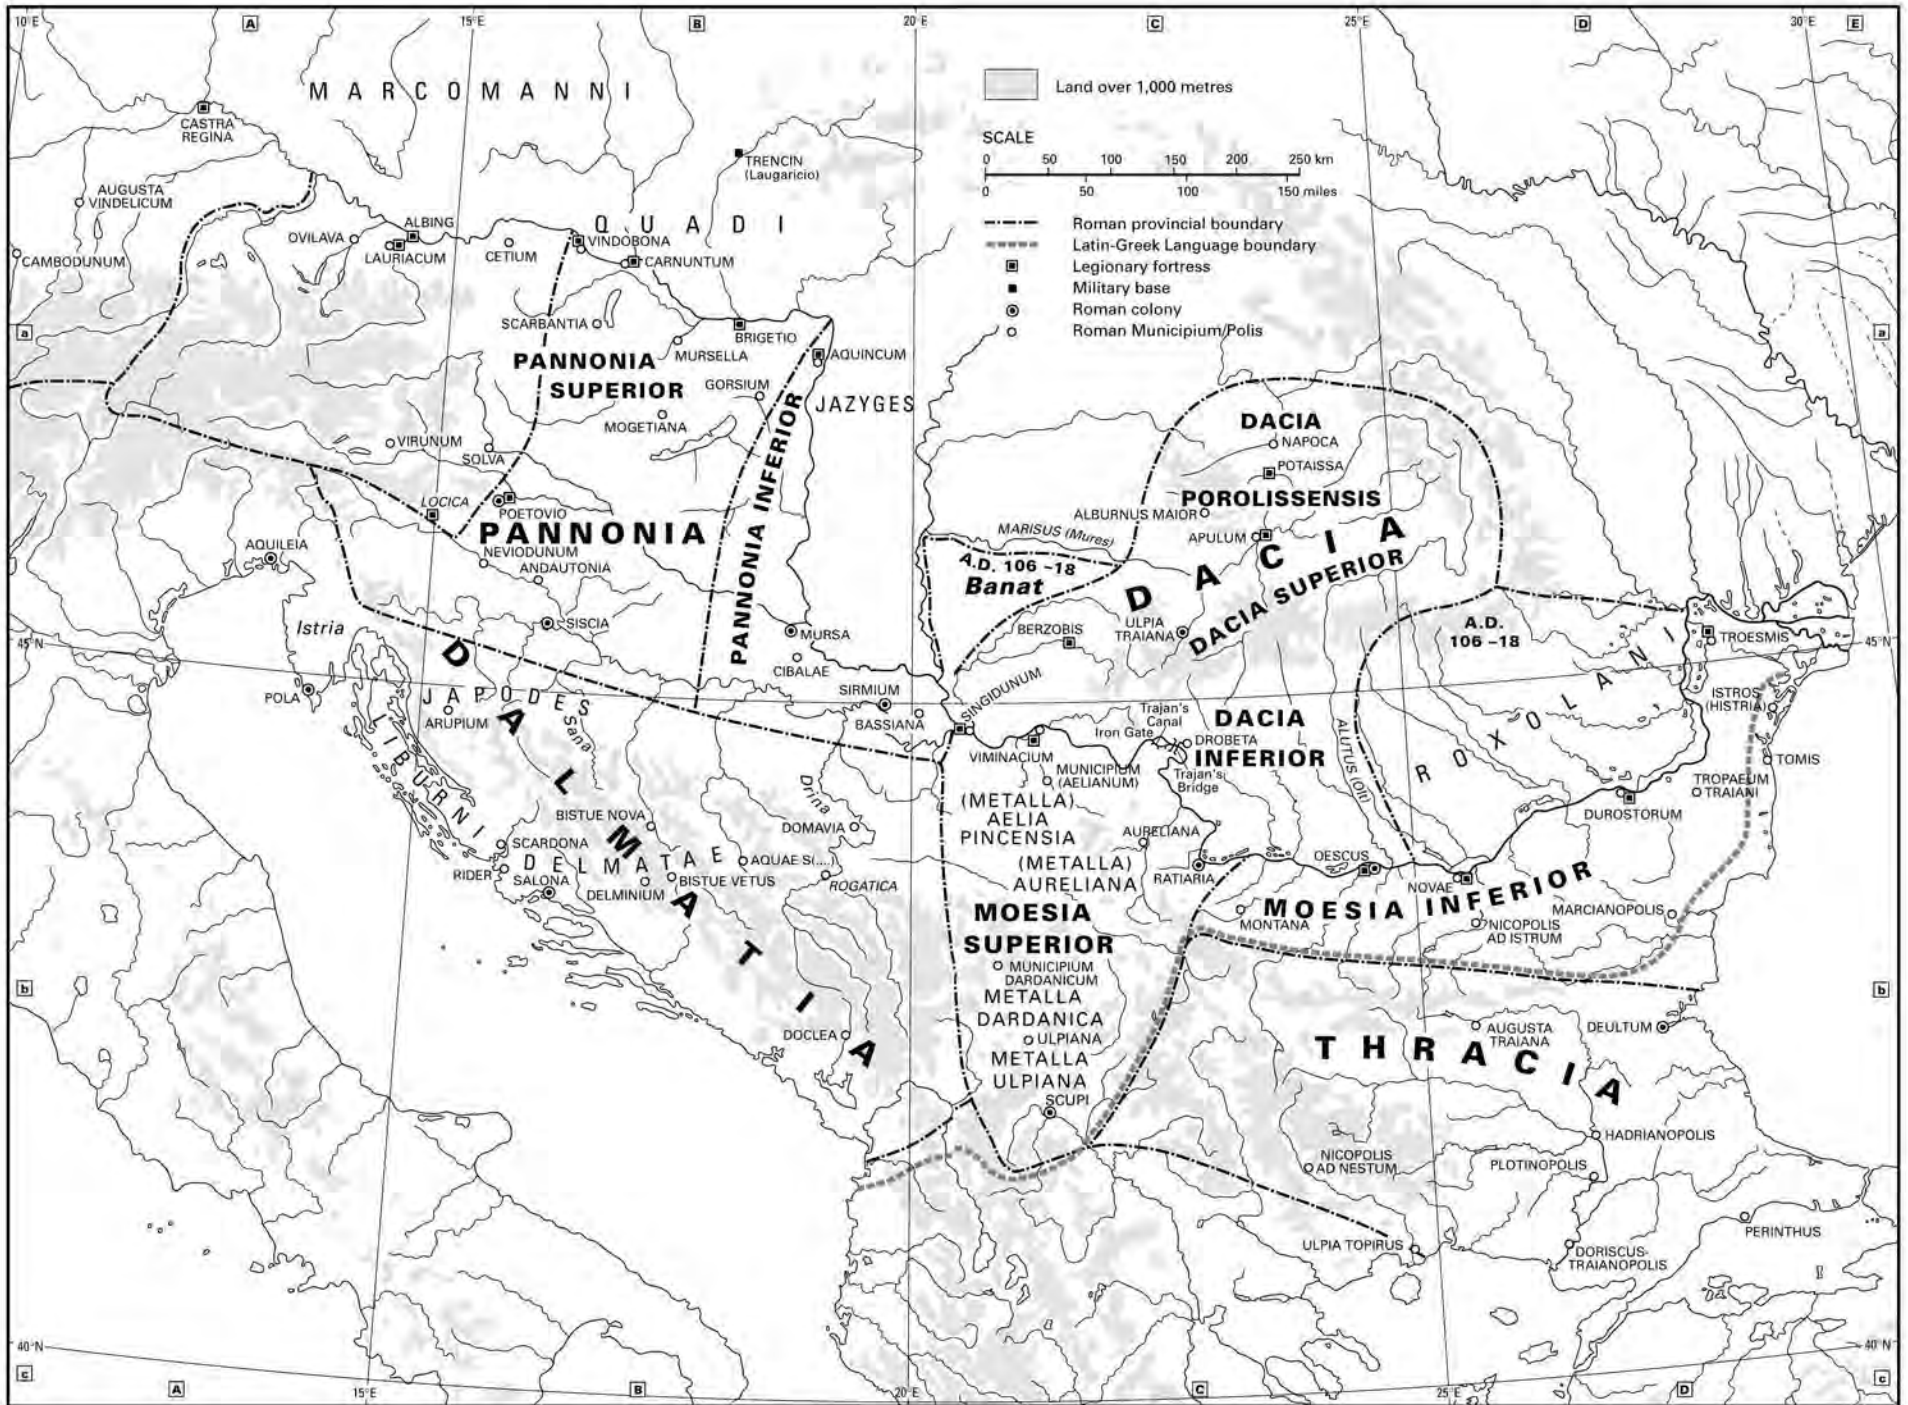 10°E
A
15°E
B
20°E
C
25°E
D
30°E
E
MARCOMANNI
CASTRA
REGINA
TRENCIN
(Laugaricio)
Land over 1,000 metres
SCALE
0 50 100 150 200 250 km
0 50 100 150 miles
Roman provincial boundary
Latin-Greek Language boundary
Legionary fortress
Military base
Roman colony
Roman Municipium/Polis
AUGUSTA
VINDELICUM
QUADI
OVILAVA
ALBING
LAURIACUM
CETIUM
VINDOBONA
CARNUNTUM
CAMBODUNUM
a
a
SCARBANTIA
BRIGETIO
MURSELLA
AQUINCUM
PANNONIA
SUPERIOR
GORSIUM
JAZYGES
MOGETIANA
VIRUNUM
SOLVA
PANNONIA INFERIOR
DACIA
NAPOCA
POTAISSA
POROLISSENSIS
ALBURNUS MAIOR
APULUM
LOCICA
POETOVIO
PANNONIA
MARISUS (Mures)
A.D. 106–18
Banat
DACIA
DACIA SUPERIOR
AQUILEIA
NEVIODUNUM
ANDAUTONIA
Istria
SISCIA
MURSA
CIBALAE
BERZOBIS
ULPIA
TRAIANA
A.D.
106–18
TROESMIS
45°N
45°N
POLA
DALMATIA
JAPODES
ARUPIUM
Sana
SIRMIUM
BASSIANA
SINGIDUNUM
Trajan's
Canal
Iron Gate
DROBETA
DACIA
INFERIOR
ALUTUS (Olt)
ROXOLANI
ISTROS
(HISTRIA)
LIBURNI
VIMINACIUM
MUNICIPIUM
(AELIANUM)
Trajan's
Bridge
TOMIS
TROPAEUM
TRAIANI
Drina
(METALLA)
AELIA
PINCENSIA
BISTUE NOVA
DOMAVIA
AURELIANA
DUROSTORUM
SCARDONA
DELMATAE
AQUAE S(....)
RIDER
SALONA
DELMINIUM
BISTUE VETUS
ROGATICA
(METALLA)
AURELIANA
RATIARIA
OESCUS
NOVAE
MOESIA
SUPERIOR
MOESIA INFERIOR
MONTANA
MARCIANOPOLIS
NICOPOLIS
AD ISTRUM
MUNICIPIUM
DARDANICUM
b
b
METALLA
DARDANICA
DOCLEA
ULPIANA
METALLA
ULPIANA
SCUPI
THRACIA
AUGUSTA
TRAIANA
DEULTUM
HADRIANOPOLIS
NICOPOLIS
AD NESTUM
PLOTINOPOLIS
ULPIA TOPIRUS
PERINTHUS
DORISCUS-
TRAIANOPOLIS
40°N
40°N
c
c
A
15°E
B
20°E
C
25°E
D